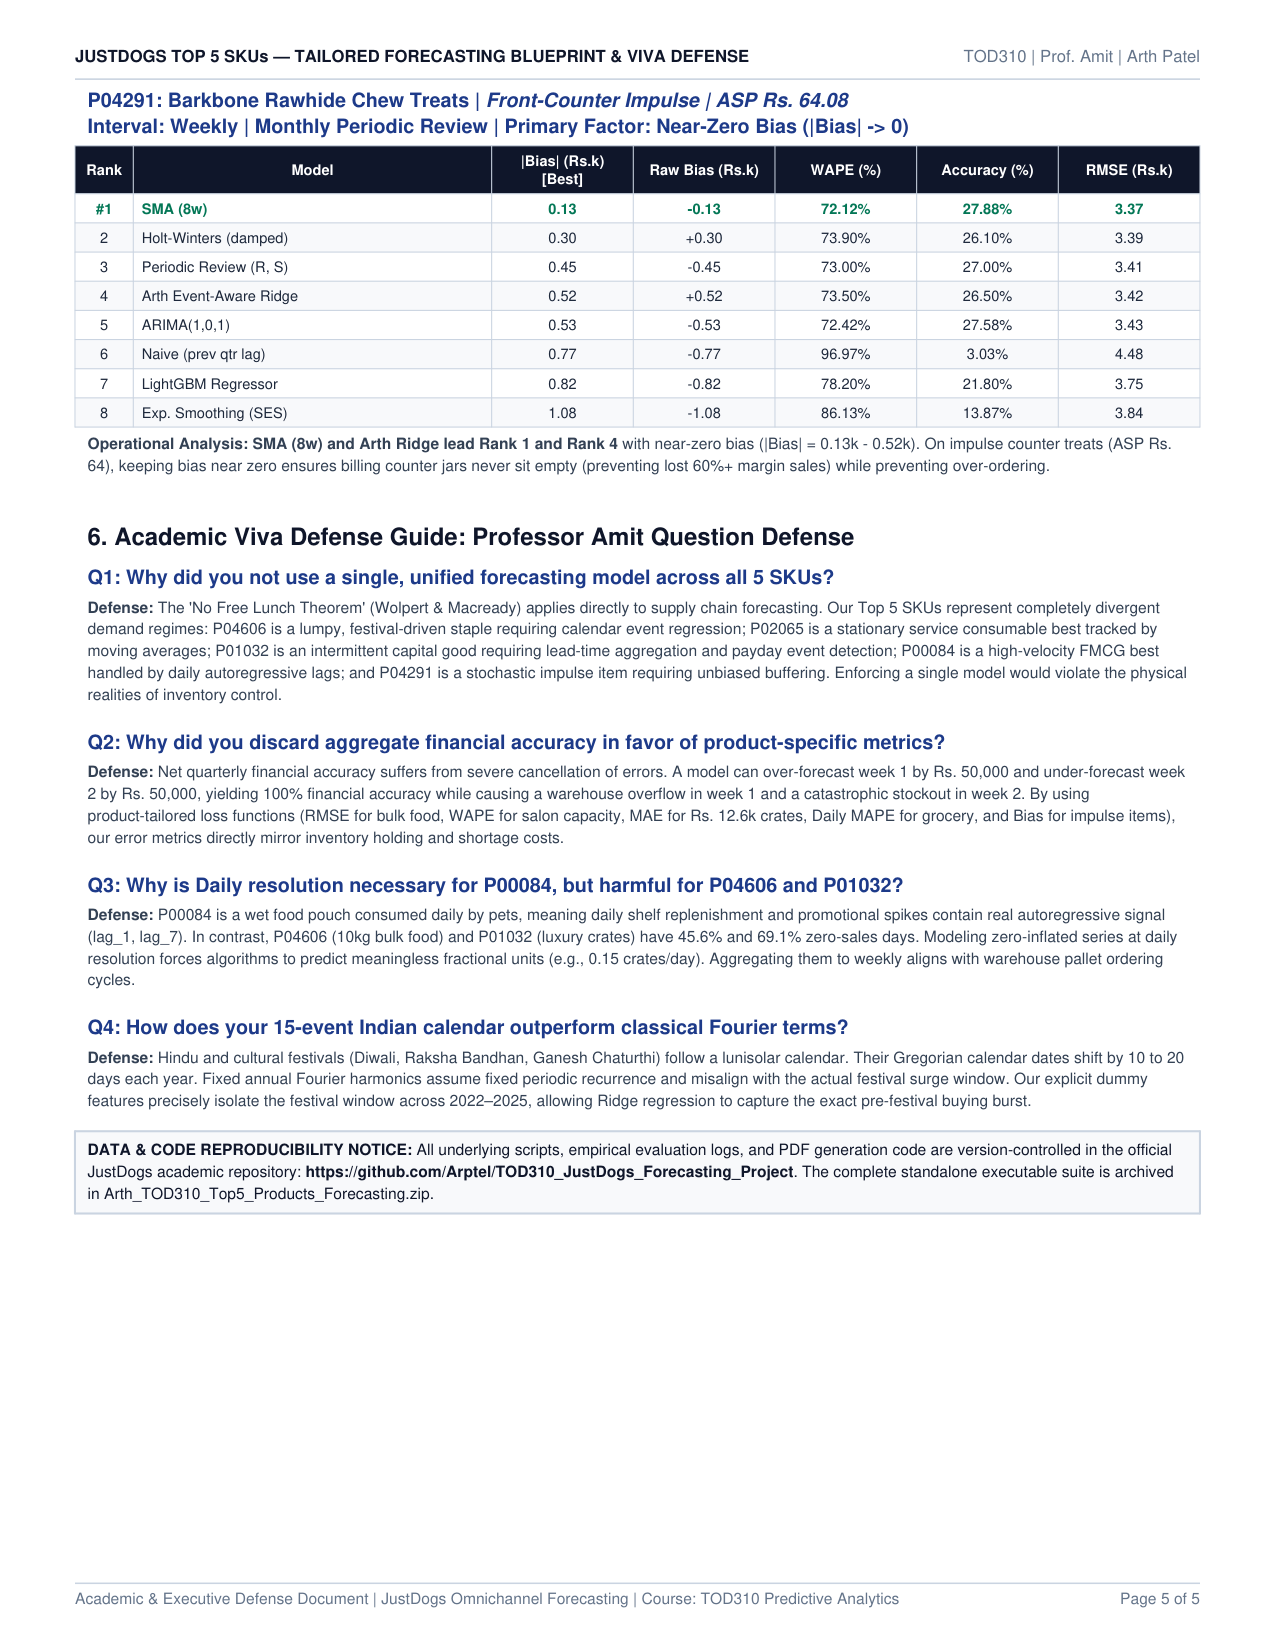 JUSTDOGS TOP 5 SKUs — TAILORED FORECASTING BLUEPRINT & VIVA DEFENSE TOD310 | Prof. Amit | Arth Patel
P04291: Barkbone Rawhide Chew Treats | Front-Counter Impulse | ASP Rs. 64.08
Interval: Weekly | Monthly Periodic Review | Primary Factor: Near-Zero Bias (|Bias| -> 0)
Rank Model |Bias| (Rs.k) [Best] Raw Bias (Rs.k) WAPE (%) Accuracy (%) RMSE (Rs.k)
#1 SMA (8w) 0.13 -0.13 72.12% 27.88% 3.37
2 Holt-Winters (damped) 0.30 +0.30 73.90% 26.10% 3.39
3 Periodic Review (R, S) 0.45 -0.45 73.00% 27.00% 3.41
4 Arth Event-Aware Ridge 0.52 +0.52 73.50% 26.50% 3.42
5 ARIMA(1,0,1) 0.53 -0.53 72.42% 27.58% 3.43
6 Naive (prev qtr lag) 0.77 -0.77 96.97% 3.03% 4.48
7 LightGBM Regressor 0.82 -0.82 78.20% 21.80% 3.75
8 Exp. Smoothing (SES) 1.08 -1.08 86.13% 13.87% 3.84
Operational Analysis: SMA (8w) and Arth Ridge lead Rank 1 and Rank 4 with near-zero bias (|Bias| = 0.13k - 0.52k). On impulse counter treats (ASP Rs.
64), keeping bias near zero ensures billing counter jars never sit empty (preventing lost 60%+ margin sales) while preventing over-ordering.
6. Academic Viva Defense Guide: Professor Amit Question Defense
Q1: Why did you not use a single, unified forecasting model across all 5 SKUs?
Defense: The 'No Free Lunch Theorem' (Wolpert & Macready) applies directly to supply chain forecasting. Our Top 5 SKUs represent completely divergent
demand regimes: P04606 is a lumpy, festival-driven staple requiring calendar event regression; P02065 is a stationary service consumable best tracked by
moving averages; P01032 is an intermittent capital good requiring lead-time aggregation and payday event detection; P00084 is a high-velocity FMCG best
handled by daily autoregressive lags; and P04291 is a stochastic impulse item requiring unbiased buffering. Enforcing a single model would violate the physical
realities of inventory control.
Q2: Why did you discard aggregate financial accuracy in favor of product-specific metrics?
Defense: Net quarterly financial accuracy suffers from severe cancellation of errors. A model can over-forecast week 1 by Rs. 50,000 and under-forecast week
2 by Rs. 50,000, yielding 100% financial accuracy while causing a warehouse overflow in week 1 and a catastrophic stockout in week 2. By using
product-tailored loss functions (RMSE for bulk food, WAPE for salon capacity, MAE for Rs. 12.6k crates, Daily MAPE for grocery, and Bias for impulse items),
our error metrics directly mirror inventory holding and shortage costs.
Q3: Why is Daily resolution necessary for P00084, but harmful for P04606 and P01032?
Defense: P00084 is a wet food pouch consumed daily by pets, meaning daily shelf replenishment and promotional spikes contain real autoregressive signal
(lag_1, lag_7). In contrast, P04606 (10kg bulk food) and P01032 (luxury crates) have 45.6% and 69.1% zero-sales days. Modeling zero-inflated series at daily
resolution forces algorithms to predict meaningless fractional units (e.g., 0.15 crates/day). Aggregating them to weekly aligns with warehouse pallet ordering
cycles.
Q4: How does your 15-event Indian calendar outperform classical Fourier terms?
Defense: Hindu and cultural festivals (Diwali, Raksha Bandhan, Ganesh Chaturthi) follow a lunisolar calendar. Their Gregorian calendar dates shift by 10 to 20
days each year. Fixed annual Fourier harmonics assume fixed periodic recurrence and misalign with the actual festival surge window. Our explicit dummy
features precisely isolate the festival window across 2022–2025, allowing Ridge regression to capture the exact pre-festival buying burst.
DATA & CODE REPRODUCIBILITY NOTICE: All underlying scripts, empirical evaluation logs, and PDF generation code are version-controlled in the official
JustDogs academic repository: https://github.com/Arptel/TOD310_JustDogs_Forecasting_Project. The complete standalone executable suite is archived
in Arth_TOD310_Top5_Products_Forecasting.zip.
Academic & Executive Defense Document | JustDogs Omnichannel Forecasting | Course: TOD310 Predictive Analytics Page 5 of 5